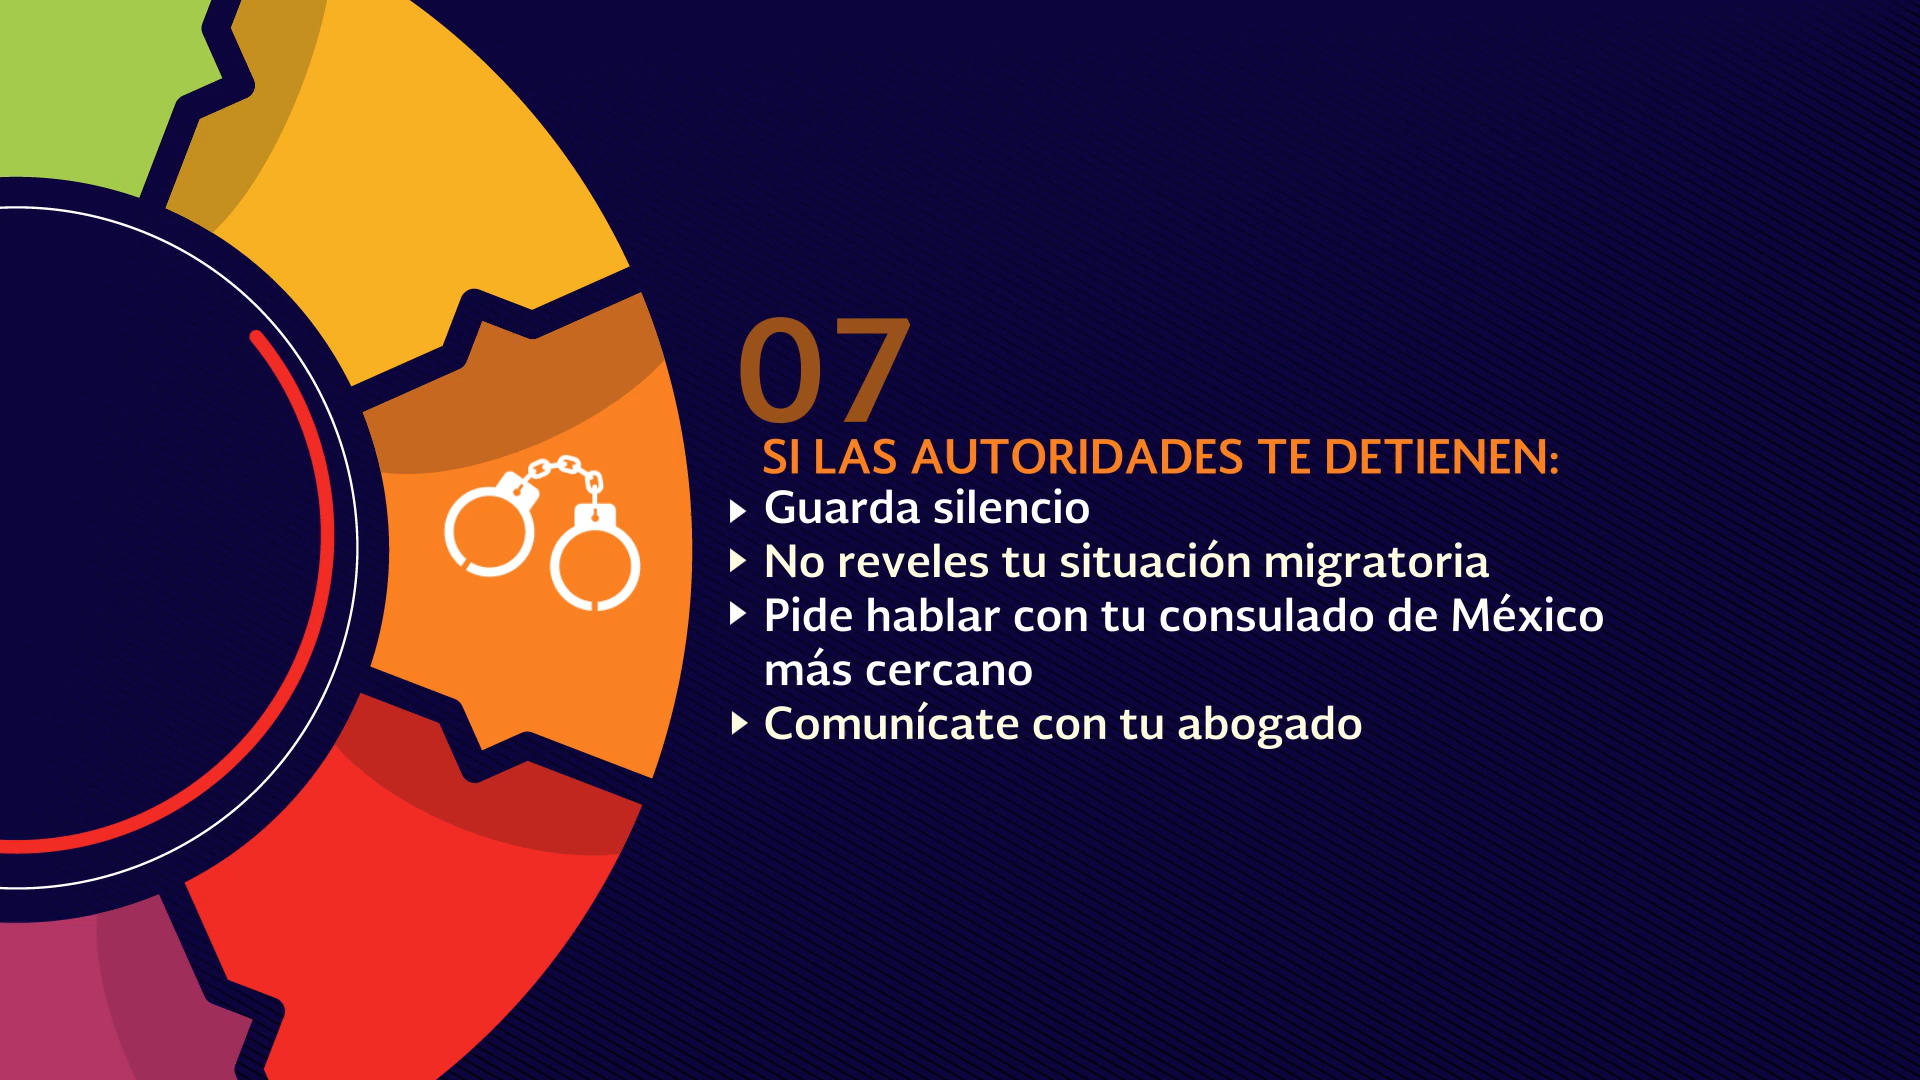 07
SI LAS AUTORIDADES TE DETIENEN:
Guarda silencio
No reveles tu situación migratoria
Pide hablar con tu consulado de México
más cercano
Comunícate con tu abogado